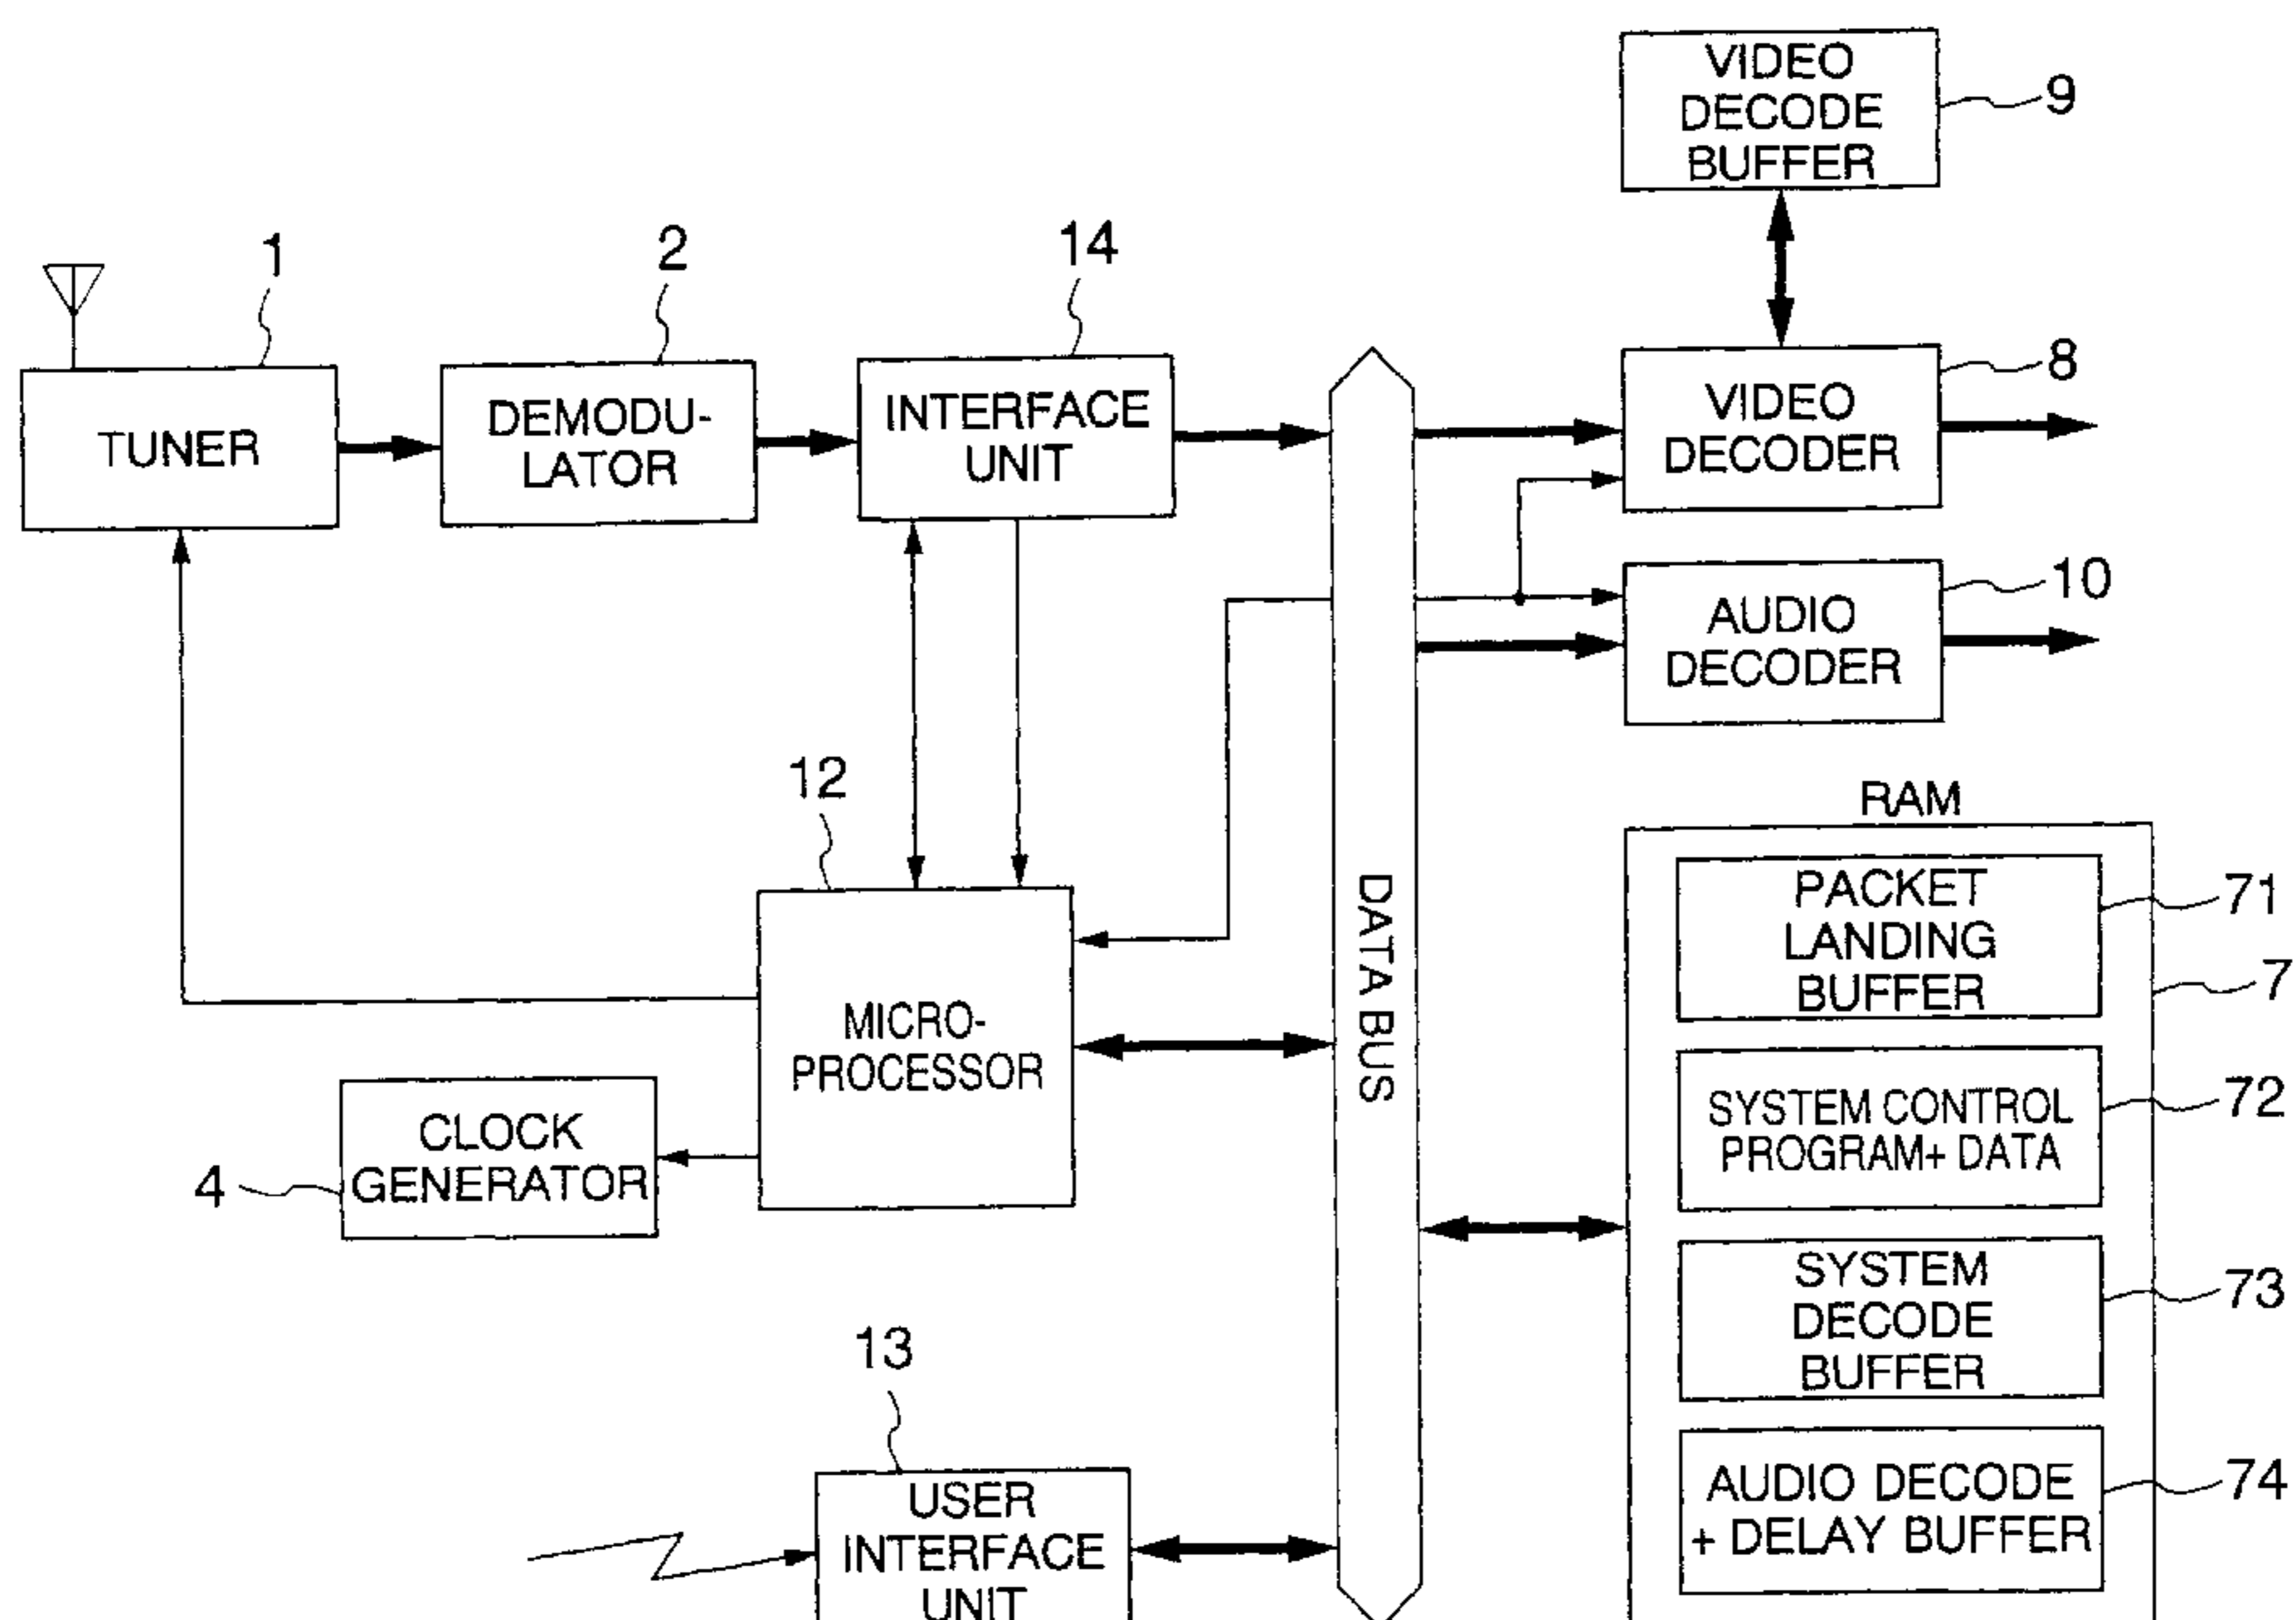 VIDEO
DECODE
BUFFER
9
1
2
14
TUNER
DEMODU-
LATOR
INTERFACE
UNIT
VIDEO
DECODER
8
AUDIO
DECODER
10
12
MICRO-
PROCESSOR
CLOCK
GENERATOR
4
DATA BUS
RAM
PACKET
LANDING
BUFFER
71
7
SYSTEM CONTROL
PROGRAM+ DATA
72
SYSTEM
DECODE
BUFFER
73
AUDIO DECODE
+ DELAY BUFFER
74
13
USER
INTERFACE
UNIT